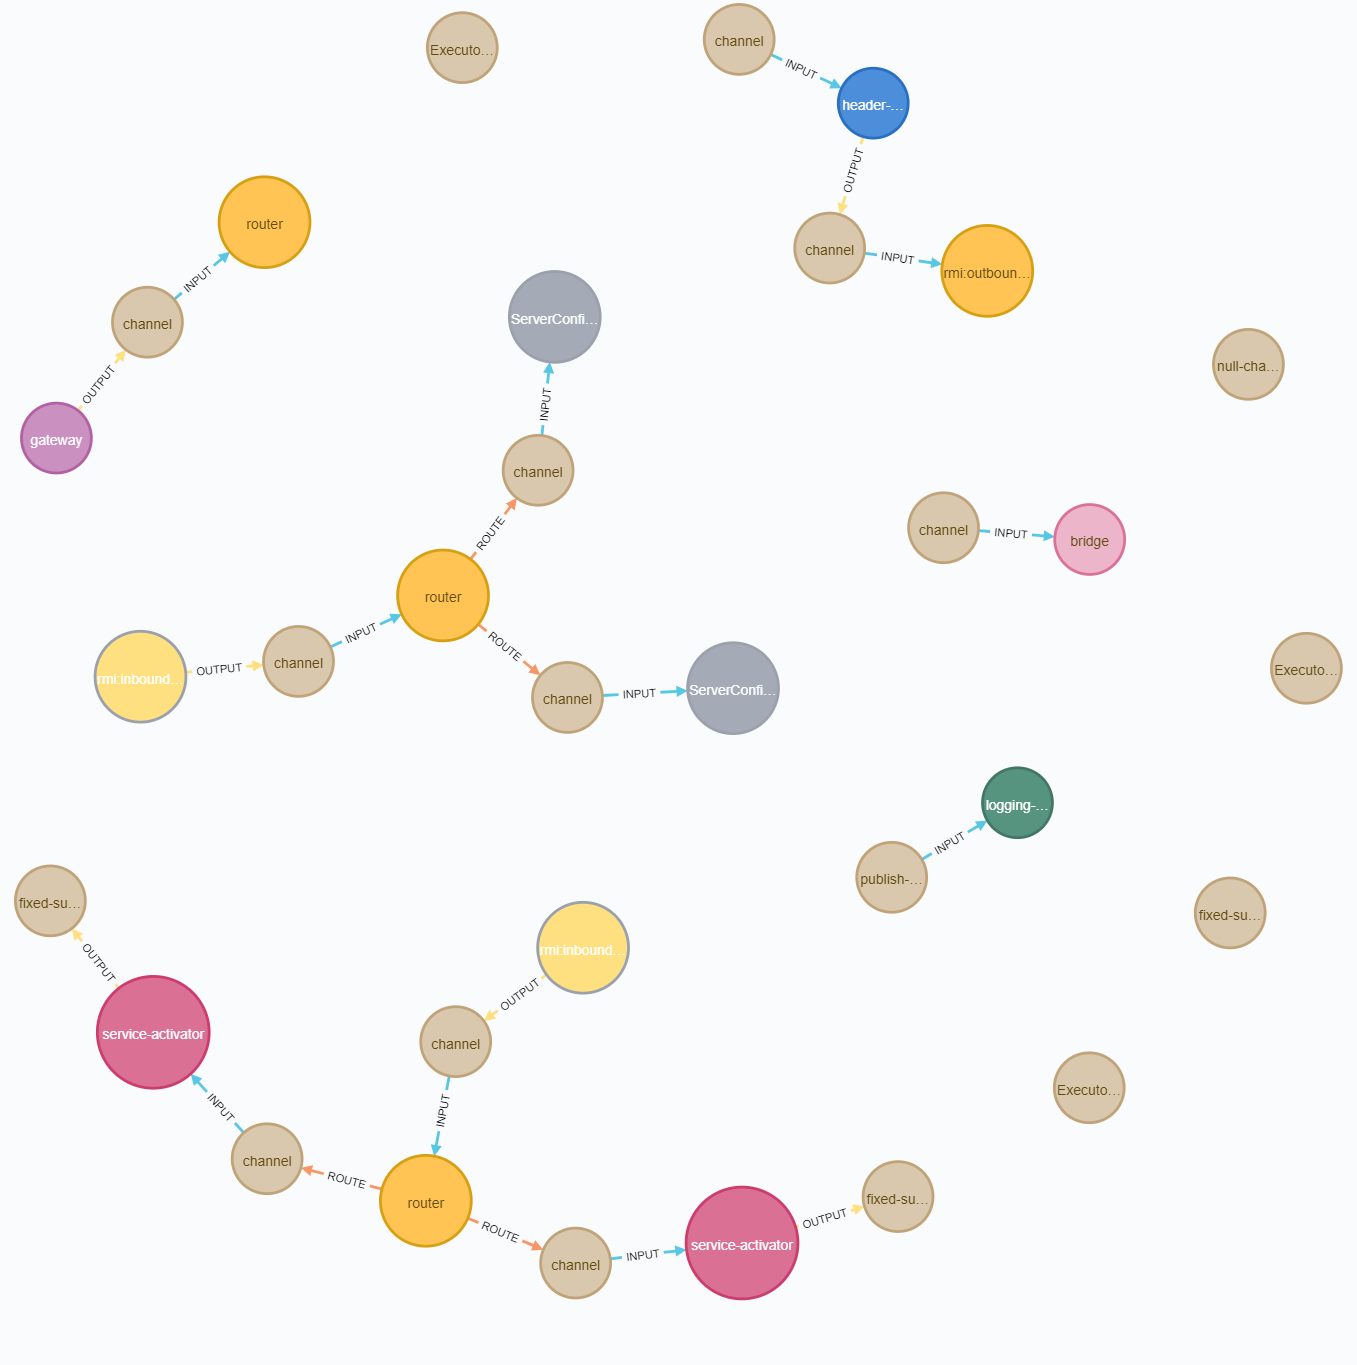 Executo...
channel
INPUT
header-...
OUTPUT
channel
INPUT
rmi:outboun...
router
INPUT
channel
OUTPUT
gateway
ServerConfi...
INPUT
channel
ROUTE
router
INPUT
channel
OUTPUT
rmi:inbound...
ROUTE
channel
INPUT
ServerConfi...
null-cha...
channel
INPUT
bridge
Executo...
logging-...
INPUT
publish-...
fixed-su...
fixed-su...
OUTPUT
service-activator
INPUT
channel
ROUTE
router
INPUT
channel
OUTPUT
rmi:inbound...
ROUTE
channel
INPUT
service-activator
OUTPUT
fixed-su...
Executo...